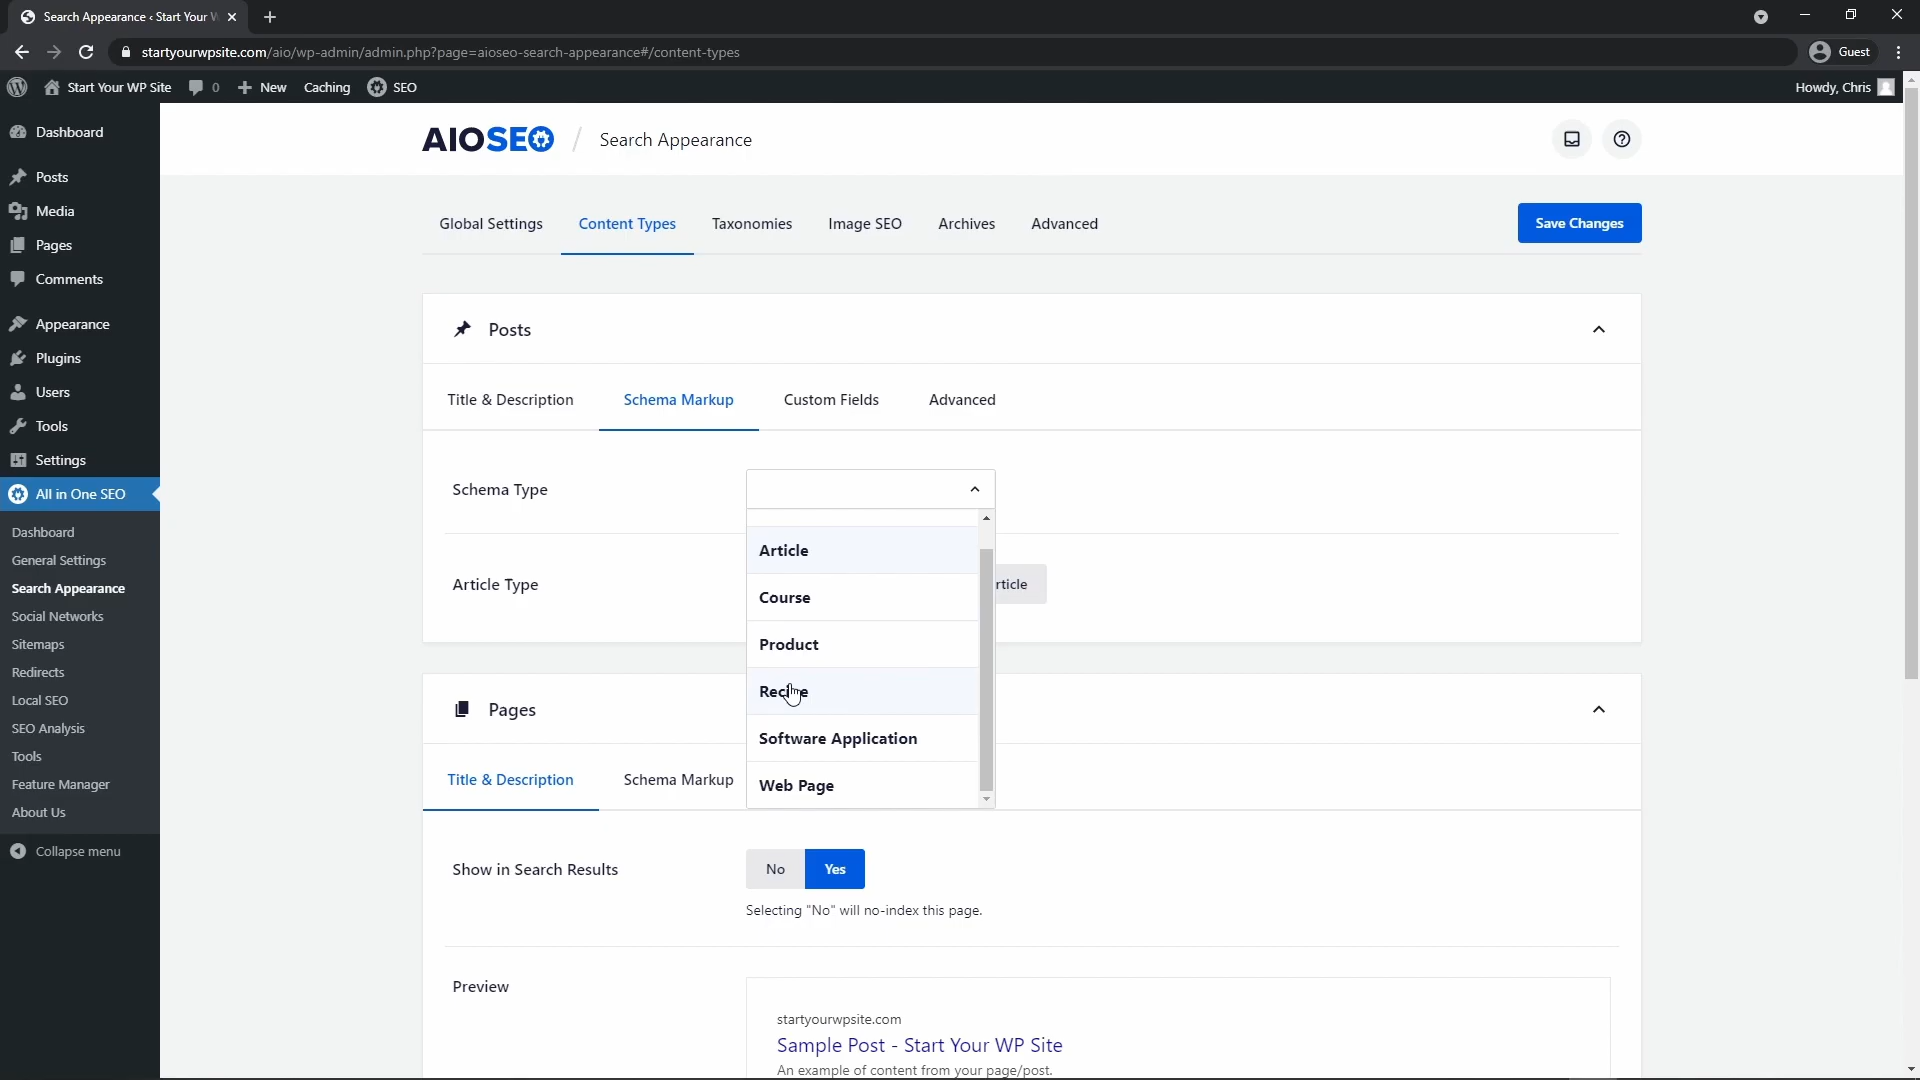 Search Appearance ‹ Start Your W
startyourwpsite.com/aio/wp-admin/admin.php?page=aioseo-search-appearance#/content-types
Guest
Start Your WP Site
0
New
Caching
SEO
Howdy, Chris
Dashboard
Posts
Media
Pages
Comments
Appearance
Plugins
Users
Tools
Settings
All in One SEO
Dashboard
General Settings
Search Appearance
Social Networks
Sitemaps
Redirects
Local SEO
SEO Analysis
Tools
Feature Manager
About Us
Collapse menu
AIOSEO / Search Appearance
Global Settings
Content Types
Taxonomies
Image SEO
Archives
Advanced
Save Changes
Posts
Title & Description
Schema Markup
Custom Fields
Advanced
Schema Type
Article
Course
Product
Recipe
Software Application
Web Page
Article Type
rticle
Pages
Title & Description
Schema Markup
Show in Search Results
No
Yes
Selecting "No" will no-index this page.
Preview
startyourwpsite.com
Sample Post - Start Your WP Site
An example of content from your page/post.